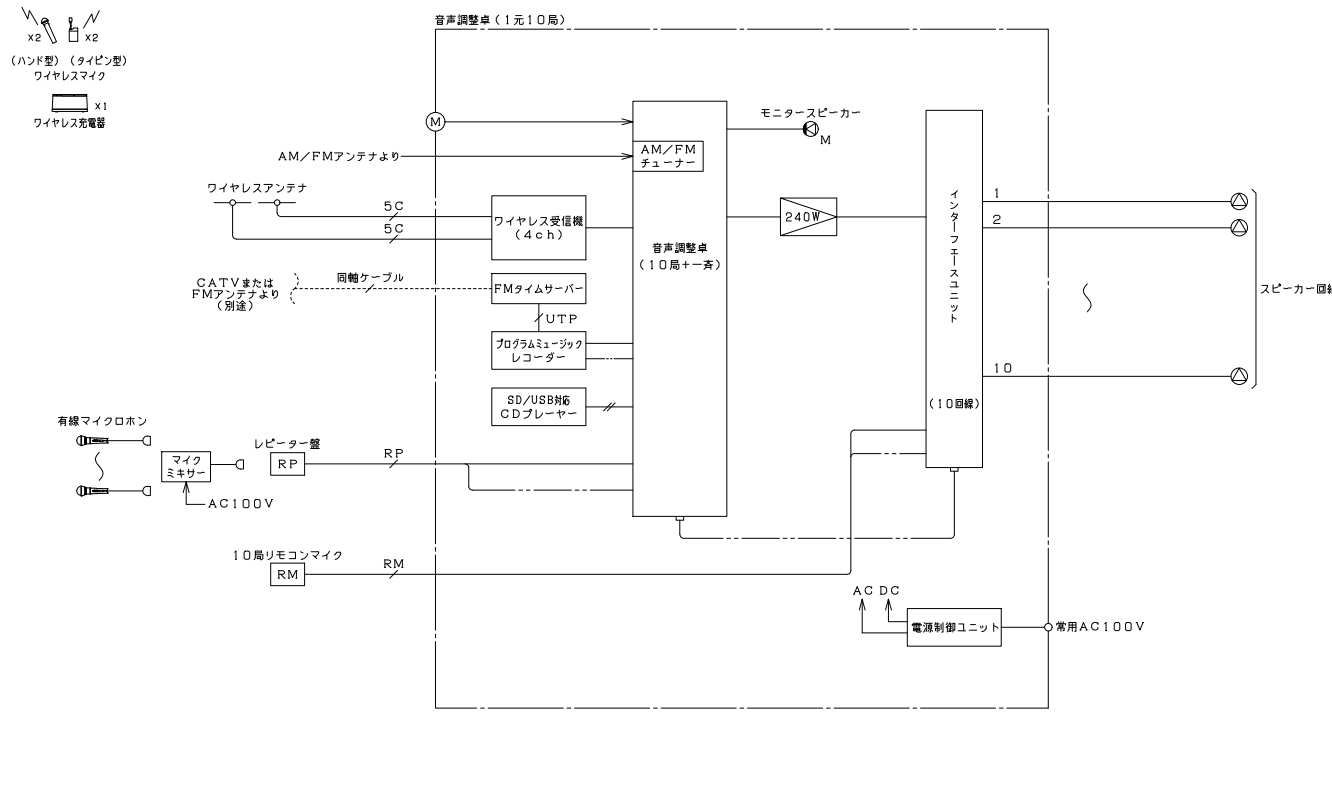 音声調整卓（1元10局）
x2
x2
（ハンド型）（タイピン型）
ワイヤレスマイク
x1
ワイヤレス充電器
M
AM／FMアンテナより
ワイヤレスアンテナ
5C
5C
ワイヤレス受信機
（4ch）
CATVまたは
FMアンテナより
（別途）
同軸ケーブル
FMタイムサーバー
UTP
プログラムミュージック
レコーダー
SD／USB対応
CDプレーヤー
AM／FM
チューナー
音声調整卓
（10局＋一斉）
モニタースピーカー
M
240W
インターフェースユニット
（10回線）
1
2
10
スピーカー回線
有線マイクロホン
マイク
ミキサー
AC100V
レピーター盤
RP
RP
10局リモコンマイク
RM
RM
AC DC
電源制御ユニット
常用AC100V